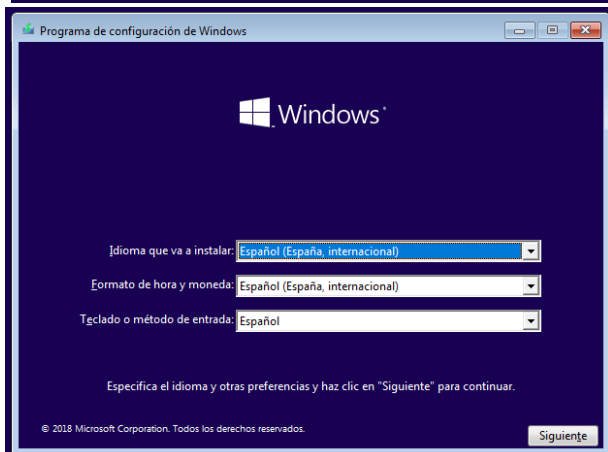 Programa de configuración de Windows
Windows
Idioma que va a instalar: Español (España, internacional)
Formato de hora y moneda: Español (España, internacional)
Teclado o método de entrada: Español
Especifica el idioma y otras preferencias y haz clic en "Siguiente" para continuar.
© 2018 Microsoft Corporation. Todos los derechos reservados.
Siguiente